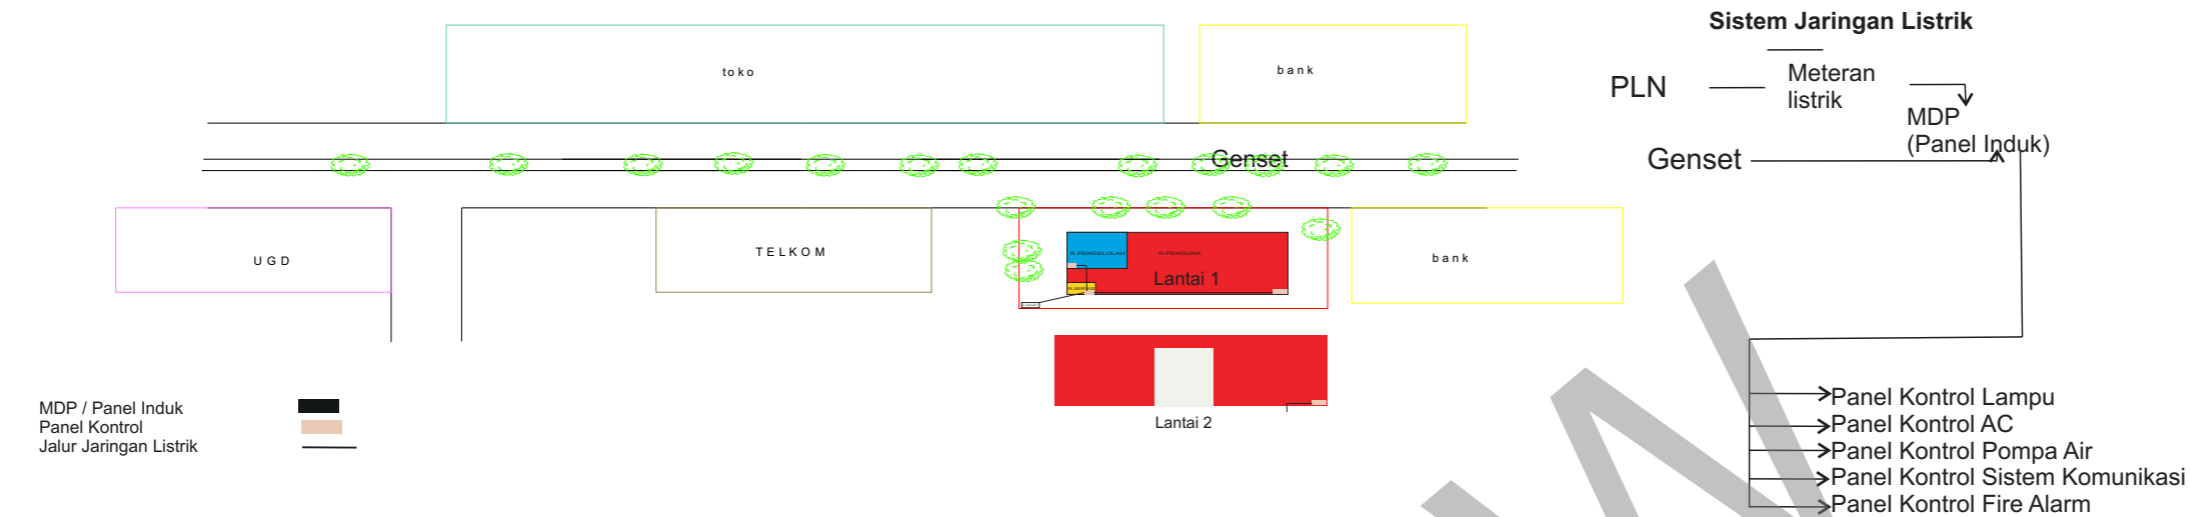 Sistem Jaringan Listrik
toko
bank
PLN
Meteran
listrik
MDP
(Panel Induk)
Genset
Genset
UGD
TELKOM
R.PENGELOLAH
R.PENGUNA
Lantai 1
bank
Lantai 2
MDP / Panel Induk
Panel Kontrol
Jalur Jaringan Listrik
Panel Kontrol Lampu
Panel Kontrol AC
Panel Kontrol Pompa Air
Panel Kontrol Sistem Komunikasi
Panel Kontrol Fire Alarm